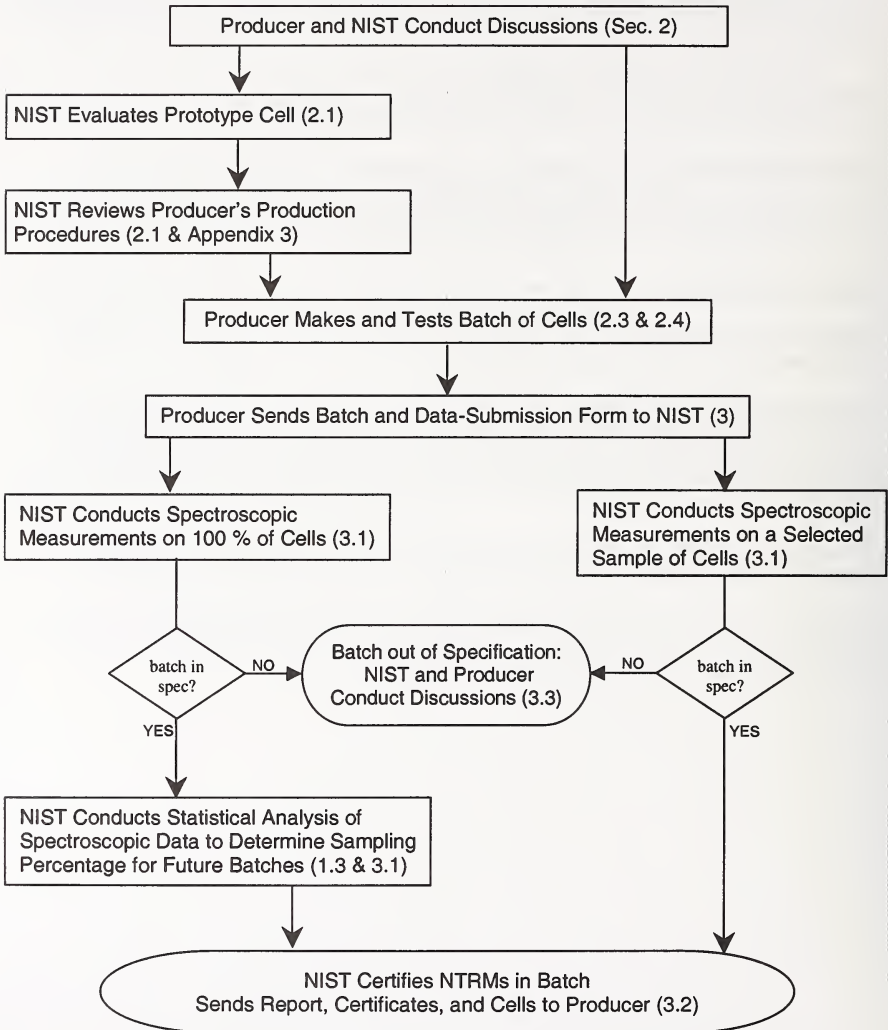 Producer and NIST Conduct Discussions (Sec. 2)
NIST Evaluates Prototype Cell (2.1)
NIST Reviews Producer's Production
Procedures (2.1 & Appendix 3)
Producer Makes and Tests Batch of Cells (2.3 & 2.4)
Producer Sends Batch and Data-Submission Form to NIST (3)
NIST Conducts Spectroscopic
Measurements on 100 % of Cells (3.1)
NIST Conducts Spectroscopic
Measurements on a Selected
Sample of Cells (3.1)
batch in
spec?
NO
Batch out of Specification:
NIST and Producer
Conduct Discussions (3.3)
NO
batch in
spec?
YES
YES
NIST Conducts Statistical Analysis of
Spectroscopic Data to Determine Sampling
Percentage for Future Batches (1.3 & 3.1)
NIST Certifies NTRMs in Batch
Sends Report, Certificates, and Cells to Producer (3.2)